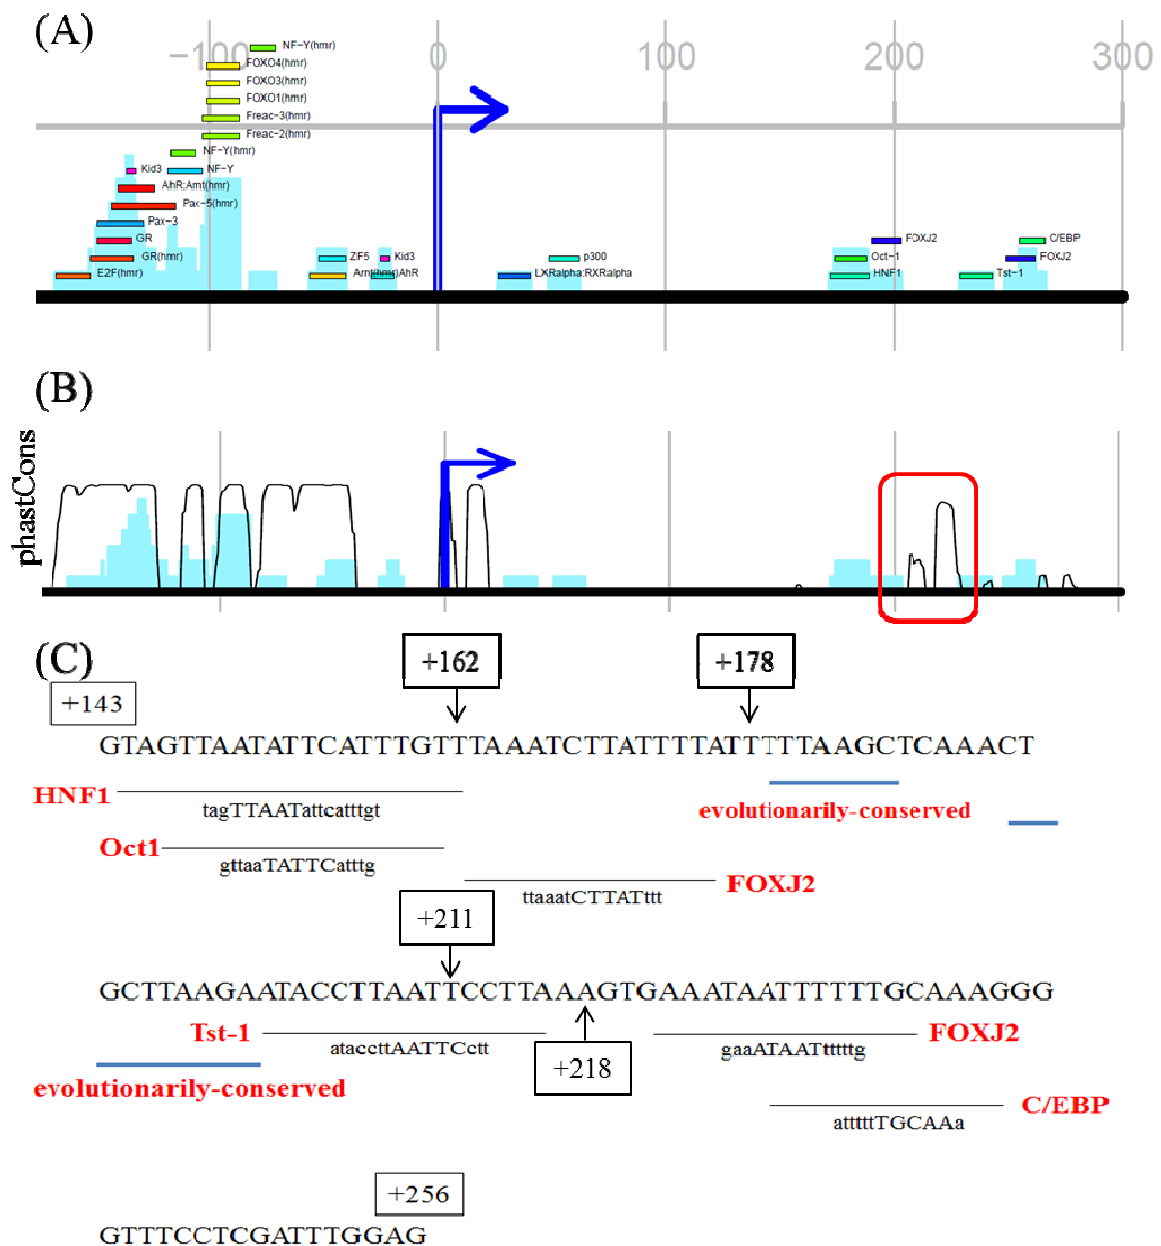 (A)
−100 0 100 200 300
NF−Y(hmr)
FOXO4(hmr)
FOXO3(hmr)
FOXO1(hmr)
Freac−3(hmr)
Freac−2(hmr)
NF−Y(hmr)
Kid3 NF−Y
AhR:Arnt(hmr)
Pax−5(hmr)
Pax−3
GR FOXJ2 C/EBP
GR(hmr) ZIF5 Kid3 p300 Oct−1 FOXJ2
E2F(hmr) Arnt(hmr) AhR LXRalpha:RXRalpha HNF1 Tst−1
(B)
phastCons
(C)
+162 +178
+143
GTAGTTAATATTCATTTGTTTAAATCTTATTTTATTTTTAAGCTCAAACT
HNF1 tagTTAATattcatttgt evolutionarily-conserved
Oct1 gttaaTATTCatttg
ttaaatCTTATttt FOXJ2
+211
GCTTAAGAATACCTTAATTCCTTAAAGTGAAATAATTTTTTGCAAAGGG
Tst-1 ataccttAATTCctt gaaATAATtttttg FOXJ2
+218
evolutionarily-conserved
atttttTGCAAa C/EBP
+256
GTTTCCTCGATTTGGAG